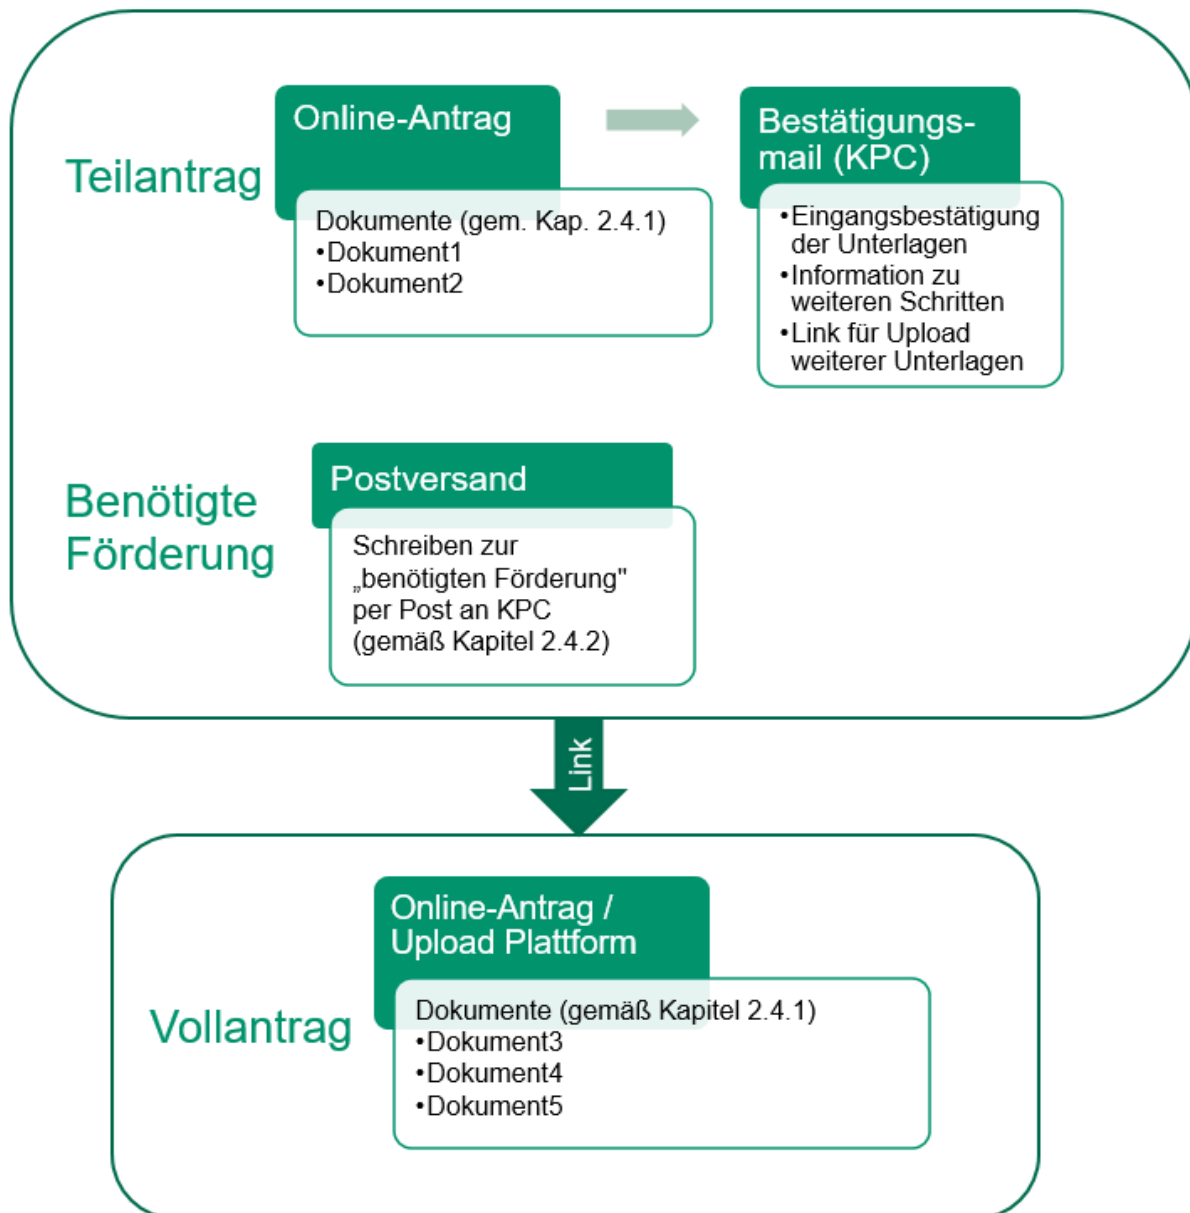 Teilantrag
Online-Antrag
Dokumente (gem. Kap. 2.4.1)
•Dokument1
•Dokument2
Bestätigungs-
mail (KPC)
•Eingangsbestätigung
der Unterlagen
•Information zu
weiteren Schritten
•Link für Upload
weiterer Unterlagen
Benötigte
Förderung
Postversand
Schreiben zur
„benötigten Förderung"
per Post an KPC
(gemäß Kapitel 2.4.2)
Link
Vollantrag
Online-Antrag /
Upload Plattform
Dokumente (gemäß Kapitel 2.4.1)
•Dokument3
•Dokument4
•Dokument5